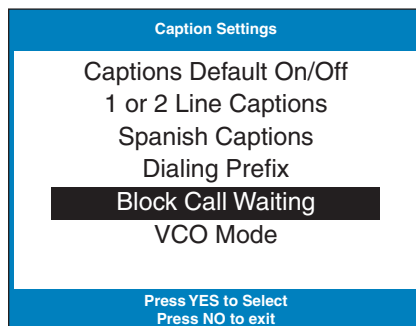 Caption Settings
Captions Default On/Off
1 or 2 Line Captions
Spanish Captions
Dialing Prefix
Block Call Waiting
VCO Mode
Press YES to Select
Press NO to exit